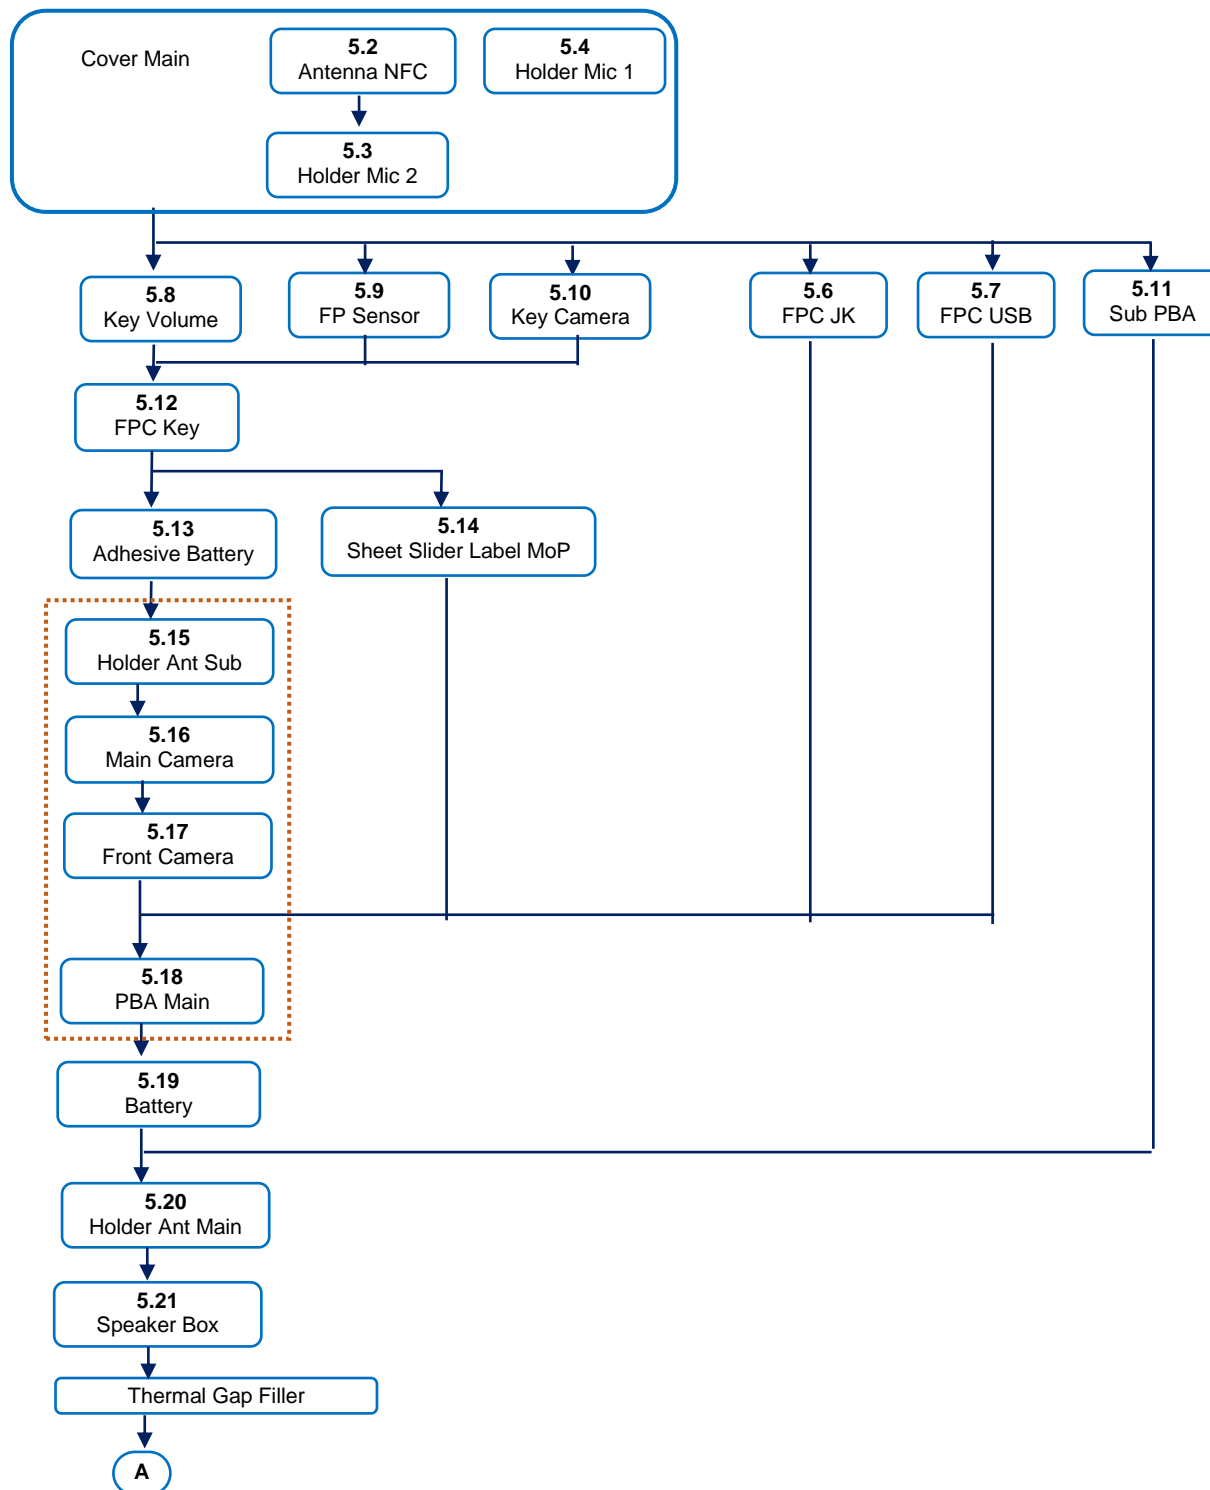 Cover Main
5.2
Antenna NFC
5.4
Holder Mic 1
5.3
Holder Mic 2
5.8
Key Volume
5.9
FP Sensor
5.10
Key Camera
5.6
FPC JK
5.7
FPC USB
5.11
Sub PBA
5.12
FPC Key
5.13
Adhesive Battery
5.14
Sheet Slider Label MoP
5.15
Holder Ant Sub
5.16
Main Camera
5.17
Front Camera
5.18
PBA Main
5.19
Battery
5.20
Holder Ant Main
5.21
Speaker Box
Thermal Gap Filler
A